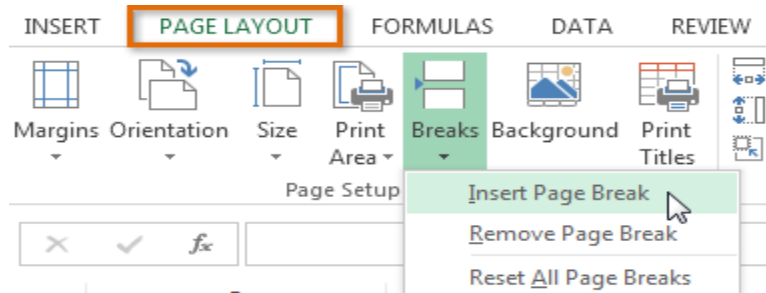 INSERT PAGE LAYOUT FORMULAS DATA REVIEW
Margins Orientation Size Print Area Breaks Background Print Titles
Page Setup
Insert Page Break
Remove Page Break
Reset All Page Breaks
fx